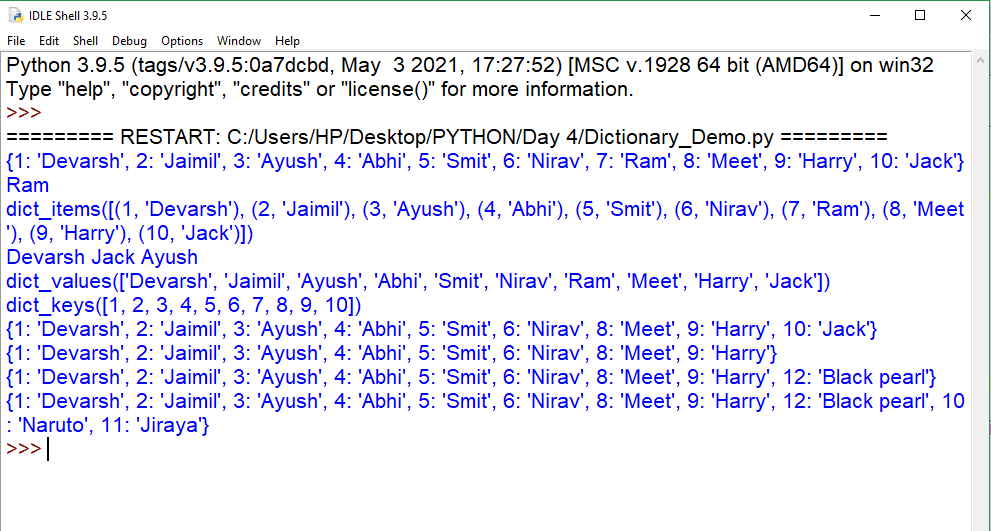 IDLE Shell 3.9.5
File Edit Shell Debug Options Window Help
Python 3.9.5 (tags/v3.9.5:0a7dcbd, May  3 2021, 17:27:52) [MSC v.1928 64 bit (AMD64)] on win32
Type "help", "copyright", "credits" or "license()" for more information.
>>>
========= RESTART: C:/Users/HP/Desktop/PYTHON/Day 4/Dictionary_Demo.py =========
{1: 'Devarsh', 2: 'Jaimil', 3: 'Ayush', 4: 'Abhi', 5: 'Smit', 6: 'Nirav', 7: 'Ram', 8: 'Meet', 9: 'Harry', 10: 'Jack'}
Ram
dict_items([(1, 'Devarsh'), (2, 'Jaimil'), (3, 'Ayush'), (4, 'Abhi'), (5, 'Smit'), (6, 'Nirav'), (7, 'Ram'), (8, 'Meet
'), (9, 'Harry'), (10, 'Jack')])
Devarsh Jack Ayush
dict_values(['Devarsh', 'Jaimil', 'Ayush', 'Abhi', 'Smit', 'Nirav', 'Ram', 'Meet', 'Harry', 'Jack'])
dict_keys([1, 2, 3, 4, 5, 6, 7, 8, 9, 10])
{1: 'Devarsh', 2: 'Jaimil', 3: 'Ayush', 4: 'Abhi', 5: 'Smit', 6: 'Nirav', 8: 'Meet', 9: 'Harry', 10: 'Jack'}
{1: 'Devarsh', 2: 'Jaimil', 3: 'Ayush', 4: 'Abhi', 5: 'Smit', 6: 'Nirav', 8: 'Meet', 9: 'Harry'}
{1: 'Devarsh', 2: 'Jaimil', 3: 'Ayush', 4: 'Abhi', 5: 'Smit', 6: 'Nirav', 8: 'Meet', 9: 'Harry', 12: 'Black pearl'}
{1: 'Devarsh', 2: 'Jaimil', 3: 'Ayush', 4: 'Abhi', 5: 'Smit', 6: 'Nirav', 8: 'Meet', 9: 'Harry', 12: 'Black pearl', 10
: 'Naruto', 11: 'Jiraya'}
>>>